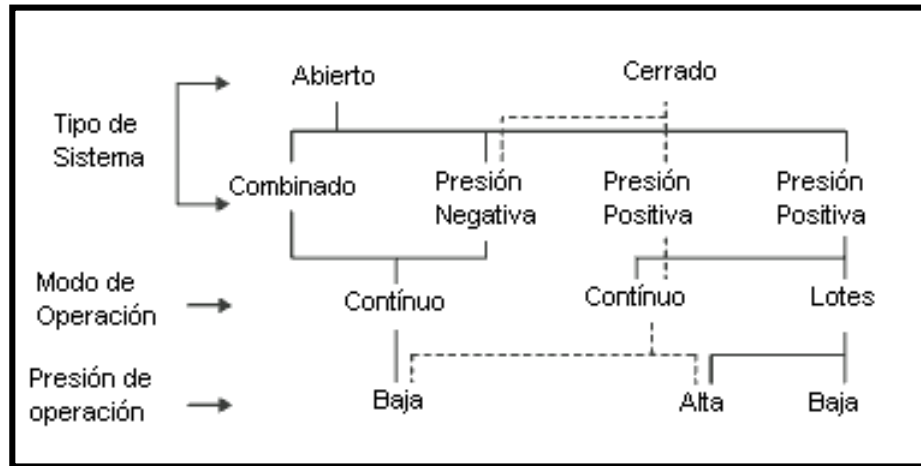 Abierto
Cerrado
Tipo de
Sistema
Combinado
Presión
Negativa
Presión
Positiva
Presión
Positiva
Modo de
Operación
Contínuo
Contínuo
Lotes
Presión de
operación
Baja
Alta
Baja